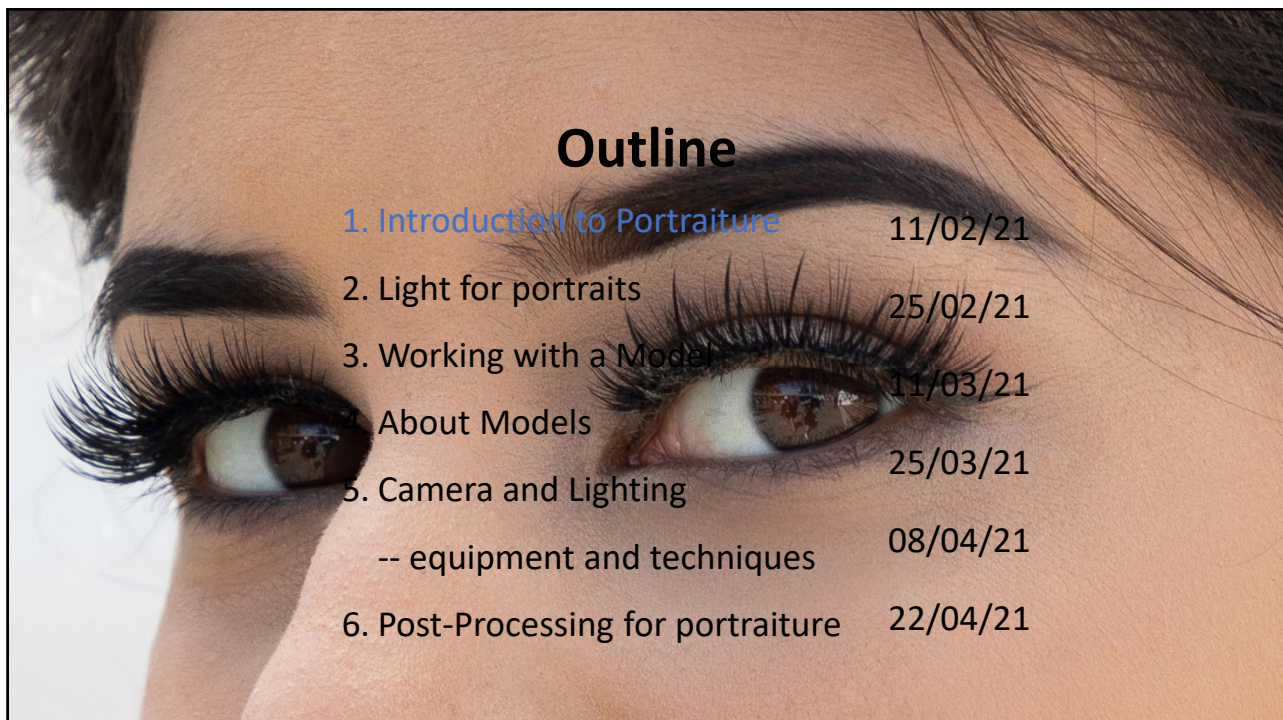 Outline
1. Introduction to Portraiture
11/02/21
2. Light for portraits
25/02/21
3. Working with a Model
11/03/21
4. About Models
25/03/21
5. Camera and Lighting
-- equipment and techniques
08/04/21
6. Post-Processing for portraiture
22/04/21